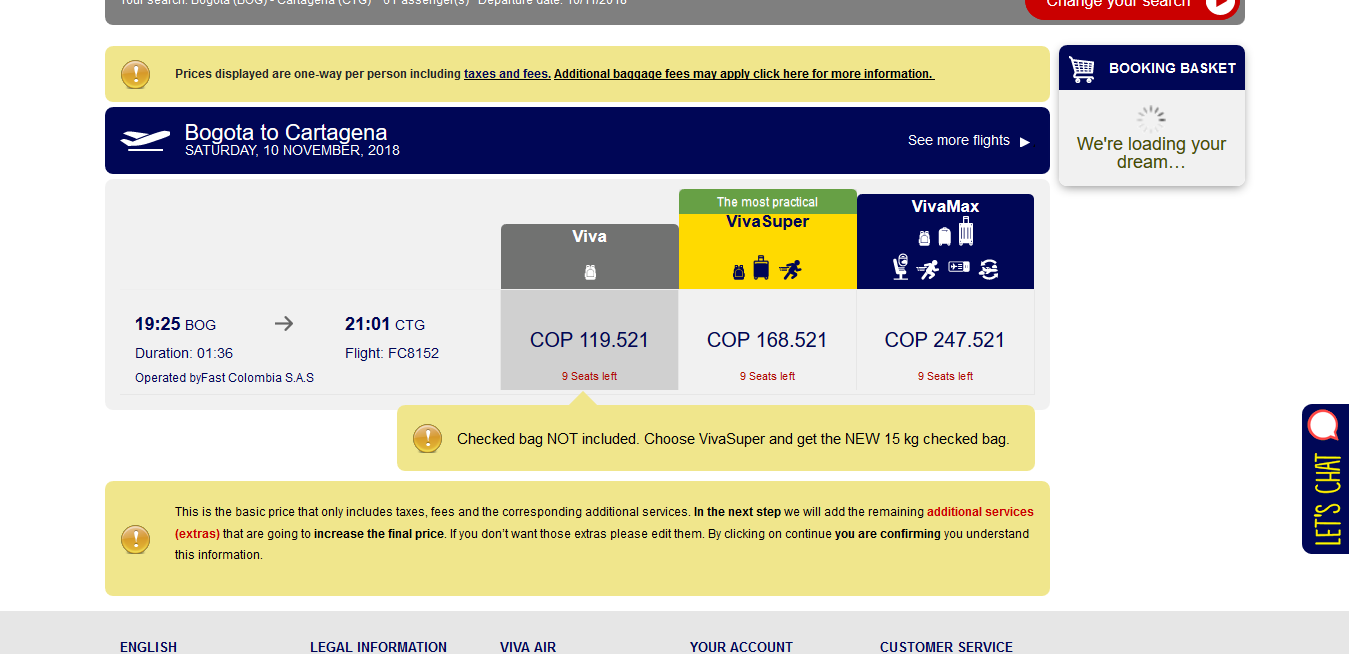 Your search: Bogota (BOG) - Cartagena (CTG) 01 Passenger(s) Departure date: 10/11/2018
Change your search
Prices displayed are one-way per person including taxes and fees. Additional baggage fees may apply click here for more information.
BOOKING BASKET
We're loading your
dream…
Bogota to Cartagena
SATURDAY, 10 NOVEMBER, 2018
See more flights
The most practical
Viva
VivaSuper
VivaMax
19:25 BOG
21:01 CTG
Duration: 01:36
Flight: FC8152
Operated byFast Colombia S.A.S
COP 119.521
COP 168.521
COP 247.521
9 Seats left
9 Seats left
9 Seats left
Checked bag NOT included. Choose VivaSuper and get the NEW 15 kg checked bag.
This is the basic price that only includes taxes, fees and the corresponding additional services. In the next step we will add the remaining additional services
(extras) that are going to increase the final price. If you don't want those extras please edit them. By clicking on continue you are confirming you understand
this information.
LET'S CHAT
ENGLISH
LEGAL INFORMATION
VIVA AIR
YOUR ACCOUNT
CUSTOMER SERVICE